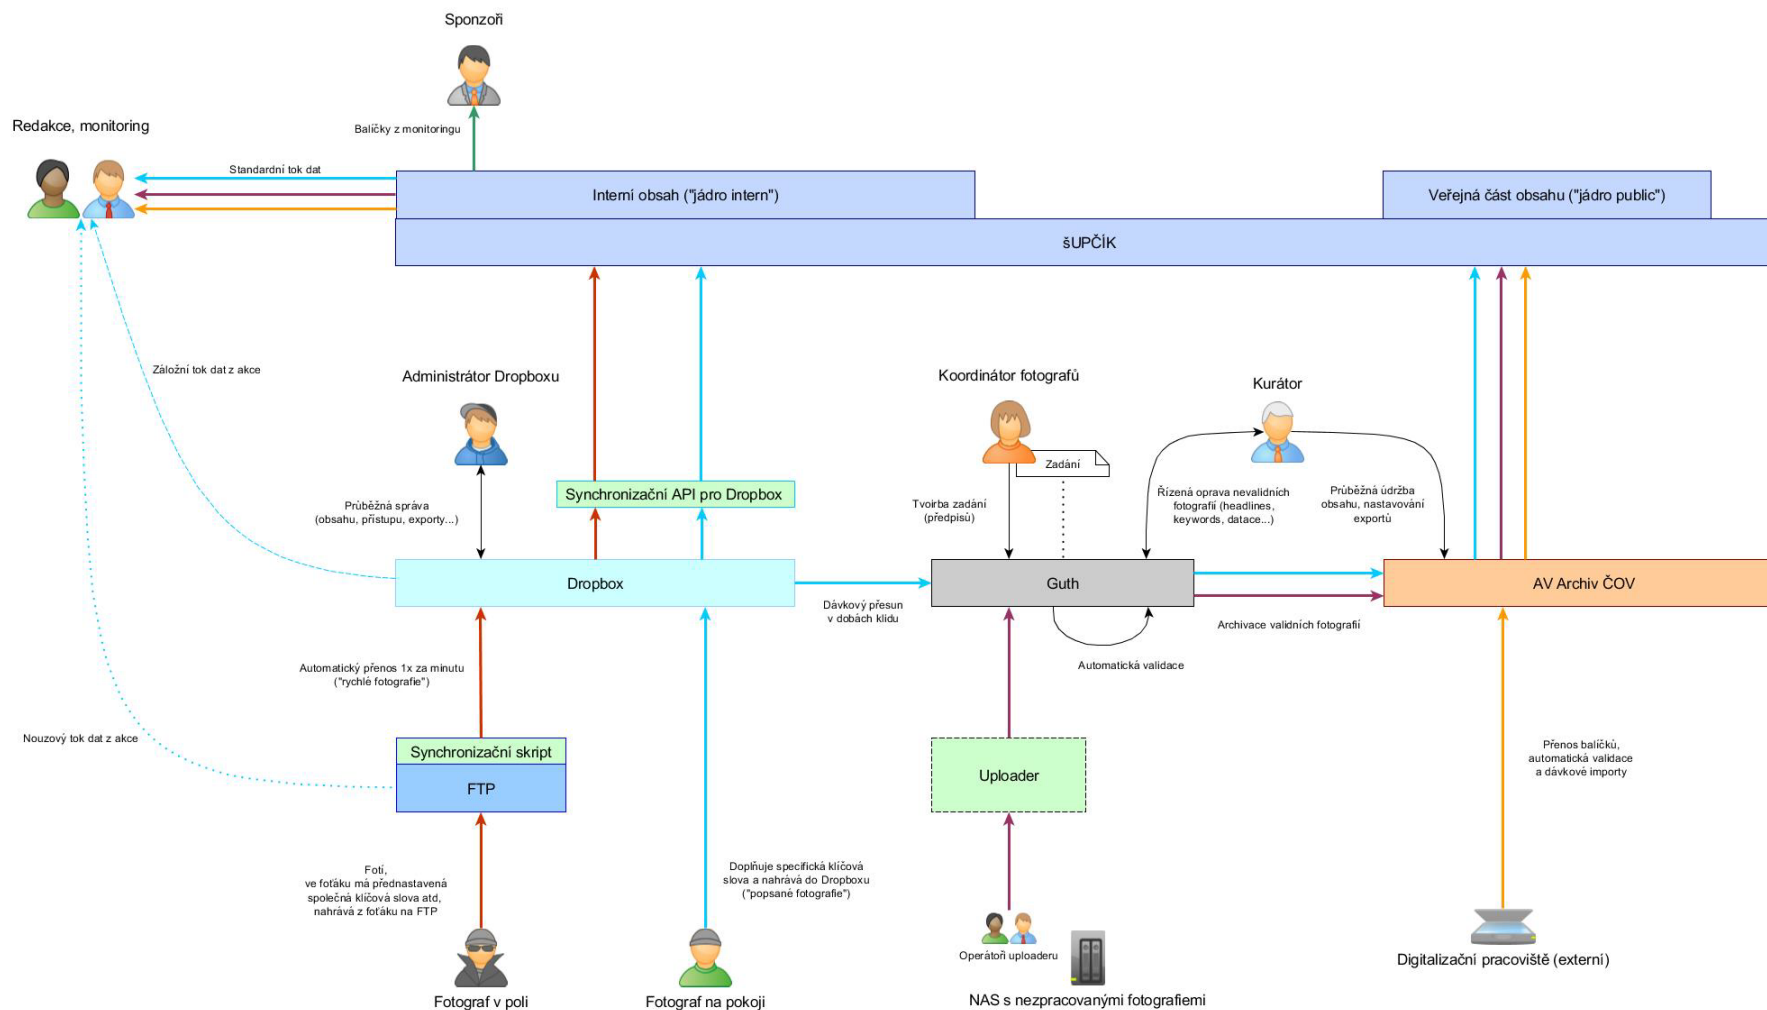 Sponzoři
Balíčky z monitoringu
Redakce, monitoring
Standardní tok dat
Interní obsah ("jádro intern")
Veřejná část obsahu ("jádro public")
šUPČÍK
Záložní tok dat z akce
Administrátor Dropboxu
Průběžná správa
(obsahu, přístupu, exporty...)
Synchronizační API pro Dropbox
Koordinátor fotografů
Zadání
Tvoirba zadání
(předpisů)
Kurátor
Řízená oprava nevalidních
fotografií (headlines,
keywords, datace...)
Průběžná údržba
obsahu, nastavování
exportů
Dropbox
Dávkový přesun
v dobách klidu
Guth
Automatická validace
Archivace validních fotografií
AV Archiv ČOV
Automatický přenos 1x za minutu
("rychlé fotografie")
Nouzový tok dat z akce
Synchronizační skript
FTP
Uploader
Přenos balíčků,
automatická validace
a dávkové importy
Fotí,
ve foťáku má přednastavená
společná klíčová slova atd,
nahrává z foťáku na FTP
Doplňuje specifická klíčová
slova a nahrává do Dropboxu
("popsané fotografie")
Fotograf v poli
Fotograf na pokoji
Operátoři uploaderu
NAS s nezpracovanými fotografiemi
Digitalizační pracoviště (externí)